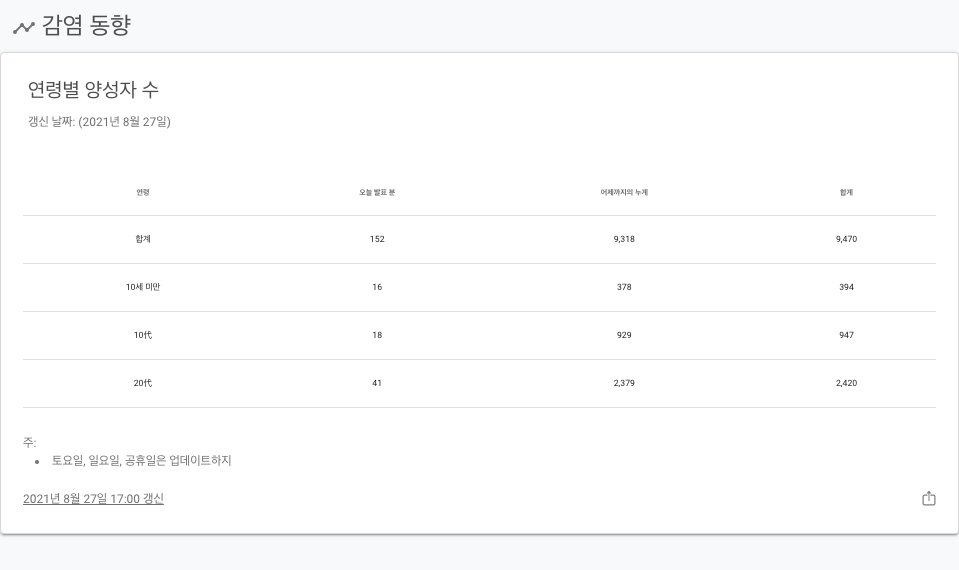 감염 동향
연령별 양성자 수
갱신 날짜: (2021년 8월 27일)
연령 오늘 발표 분 어제까지의 누계 합계
합계 152 9,318 9,470
10세 미만 16 378 394
10代 18 929 947
20代 41 2,379 2,420
주:
• 토요일, 일요일, 공휴일은 업데이트하지
2021년 8월 27일 17:00 갱신